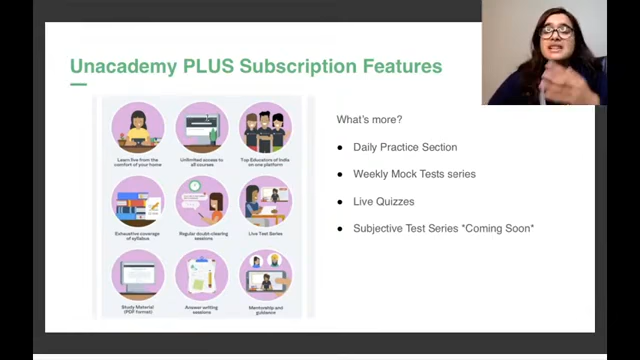 Unacademy PLUS Subscription Features
Learn live from the
comfort of your home
Unlimited access to
all courses
Top Educators of India
on one platform
Exhaustive coverage
of syllabus
Regular doubt-clearing
sessions
Live Test Series
Study Material
(PDF format)
Answer writing
sessions
Mentorship and
guidance
What's more?
● Daily Practice Section
● Weekly Mock Tests series
● Live Quizzes
● Subjective Test Series *Coming Soon*